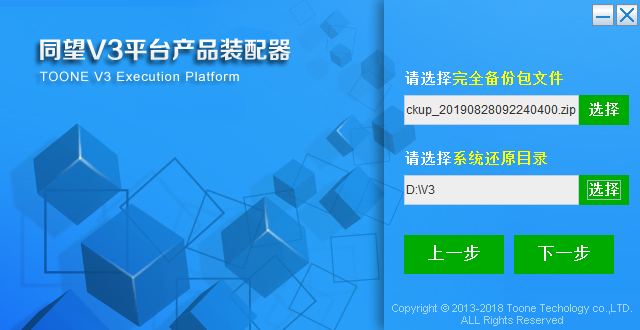 同望V3平台产品装配器
TOONE V3 Execution Platform
请选择完全备份包文件
ckup_20190828092240400.zip
选择
请选择系统还原目录
D:\V3
选择
上一步
下一步
Copyright © 2013-2018 Toone Techology co.,LTD.
ALL Rights Reserved